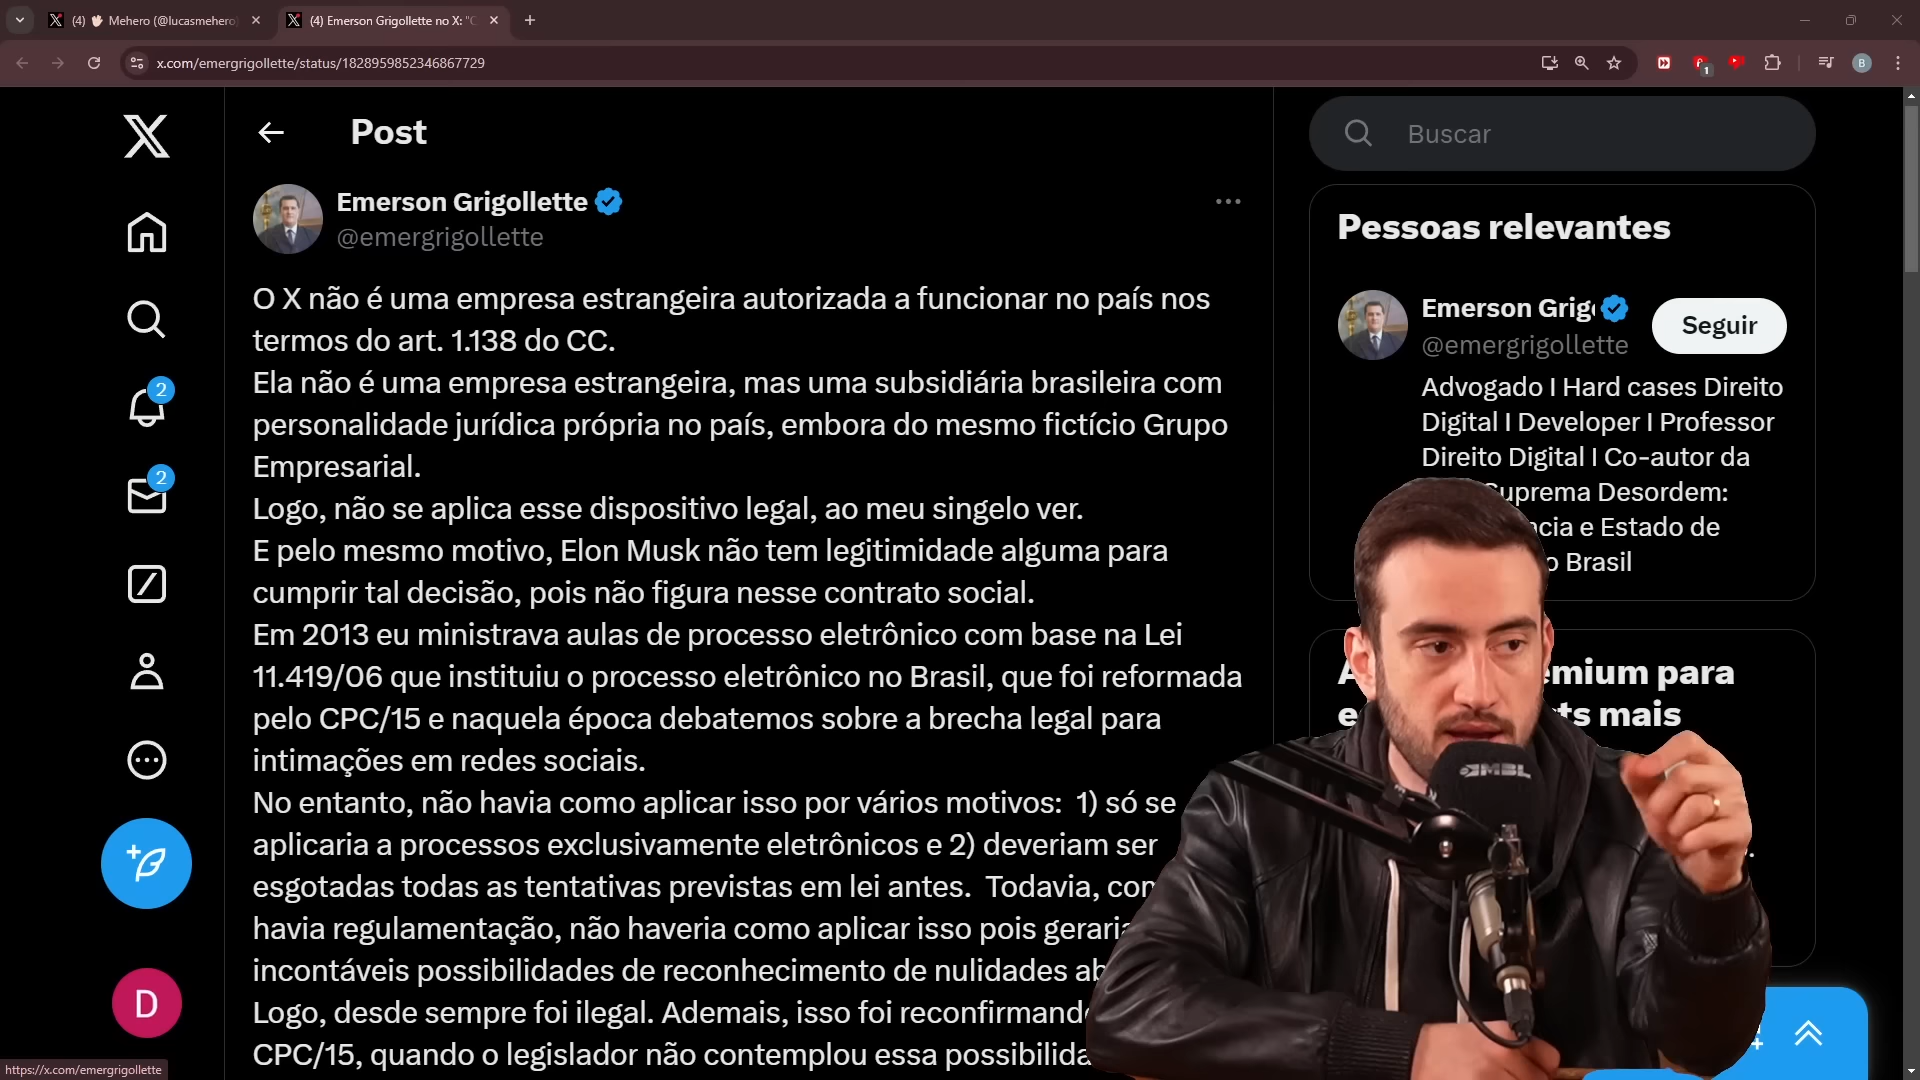 (4) 🖐🏻 Mehero (@lucasmehero
(4) Emerson Grigollette no X: "C
x.com/emergrigollette/status/1828959852346867729
1
B
Post
Buscar
Emerson Grigollette
@emergrigollette
O X não é uma empresa estrangeira autorizada a funcionar no país nos
termos do art. 1.138 do CC.
Ela não é uma empresa estrangeira, mas uma subsidiária brasileira com
personalidade jurídica própria no país, embora do mesmo fictício Grupo
Empresarial.
Logo, não se aplica esse dispositivo legal, ao meu singelo ver.
E pelo mesmo motivo, Elon Musk não tem legitimidade alguma para
cumprir tal decisão, pois não figura nesse contrato social.
Em 2013 eu ministrava aulas de processo eletrônico com base na Lei
11.419/06 que instituiu o processo eletrônico no Brasil, que foi reformada
pelo CPC/15 e naquela época debatemos sobre a brecha legal para
intimações em redes sociais.
No entanto, não havia como aplicar isso por vários motivos:  1) só se
aplicaria a processos exclusivamente eletrônicos e 2) deveriam ser
esgotadas todas as tentativas previstas em lei antes.  Todavia,
havia regulamentação, não haveria como aplicar isso pois
incontáveis possibilidades de reconhecimento de nulidades
Logo, desde sempre foi ilegal. Ademais, isso foi
CPC/15, quando o legislador não contemplou essa
2
2
D
Pessoas relevantes
Emerson Grig
@emergrigollette
Seguir
Advogado I Hard cases Direito
Digital I Developer I Professor
Direito Digital I Co-autor da
Suprema Desordem:
e Estado de
Brasil
para
mais
MBL
https://x.com/emergrigollette